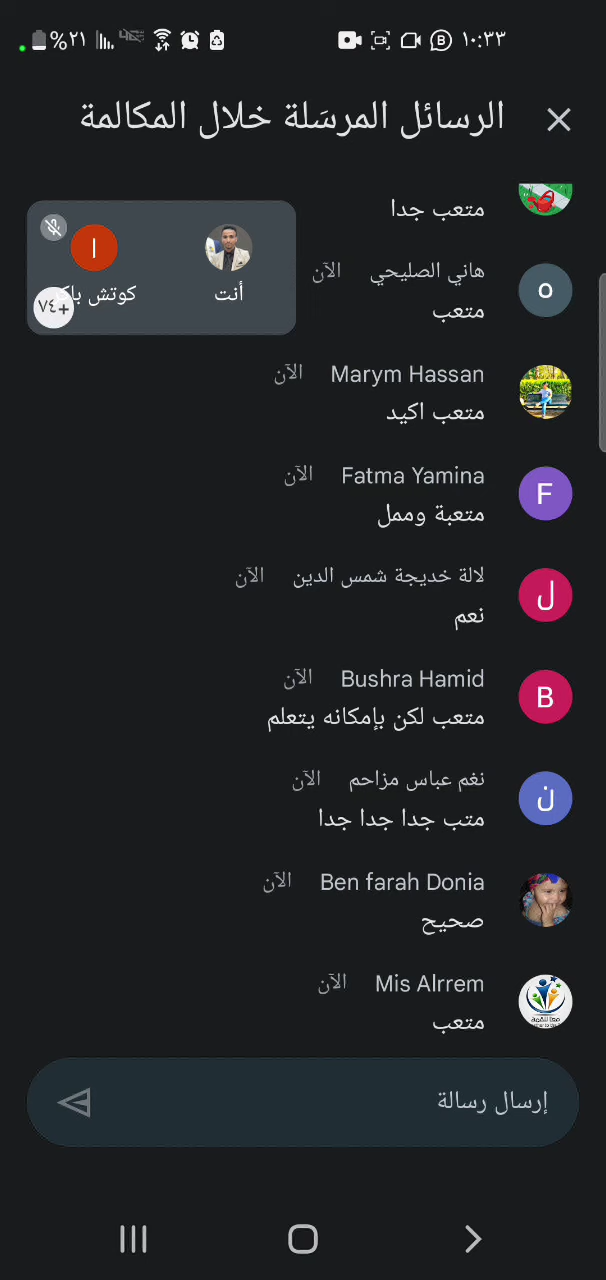 ١٠:٣٣
%٢١
الرسائل المرسَلة خلال المكالمة
متعب جدا
أنت
كوتش باكر
+٧٤
هاني الصليحي الآن
متعب
Marym Hassan الآن
متعب اكيد
Fatma Yamina الآن
متعبة وممل
لالة خديجة شمس الدين الآن
نعم
Bushra Hamid الآن
متعب لكن بإمكانه يتعلم
نغم عباس مزاحم الآن
متب جدا جدا جدا
Ben farah Donia الآن
صحيح
Mis Alrrem الآن
متعب
إرسال رسالة